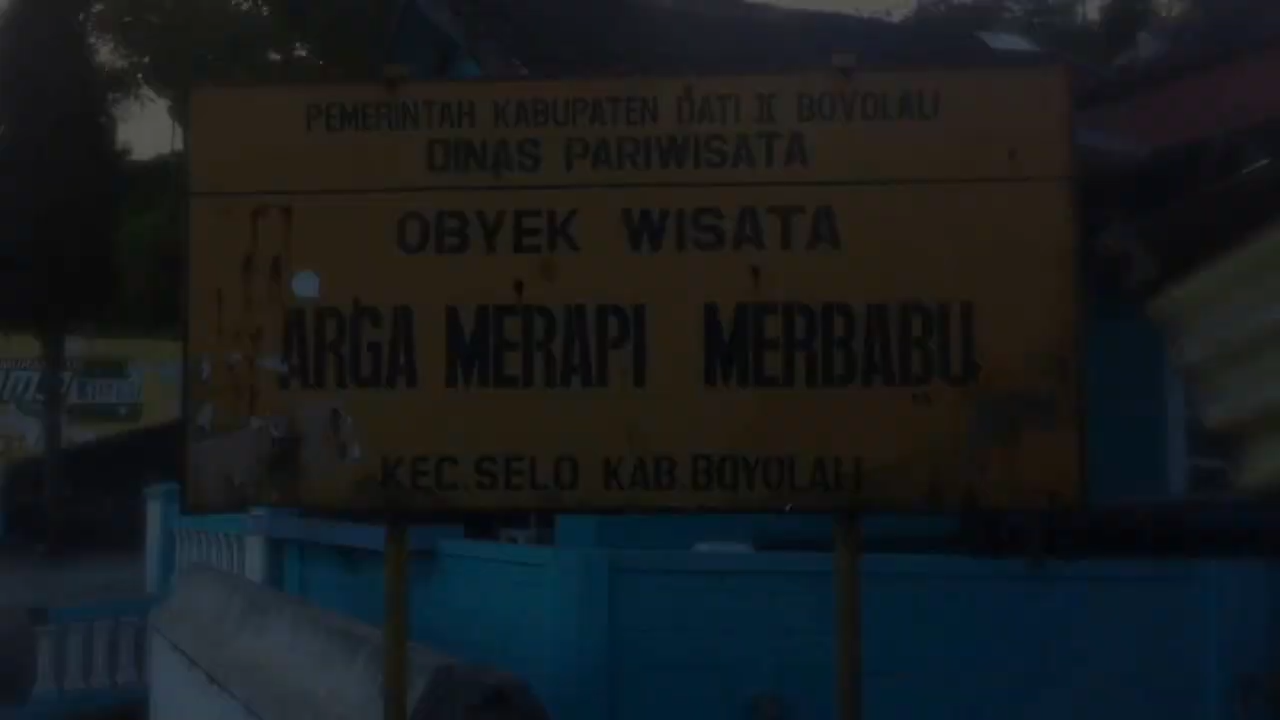 PEMERINTAH KABUPATEN DATI II BOYOLALI
DINAS PARIWISATA
OBYEK WISATA
ARGA MERAPI MERBABU
KEC.SELO KAB.BOYOLALI